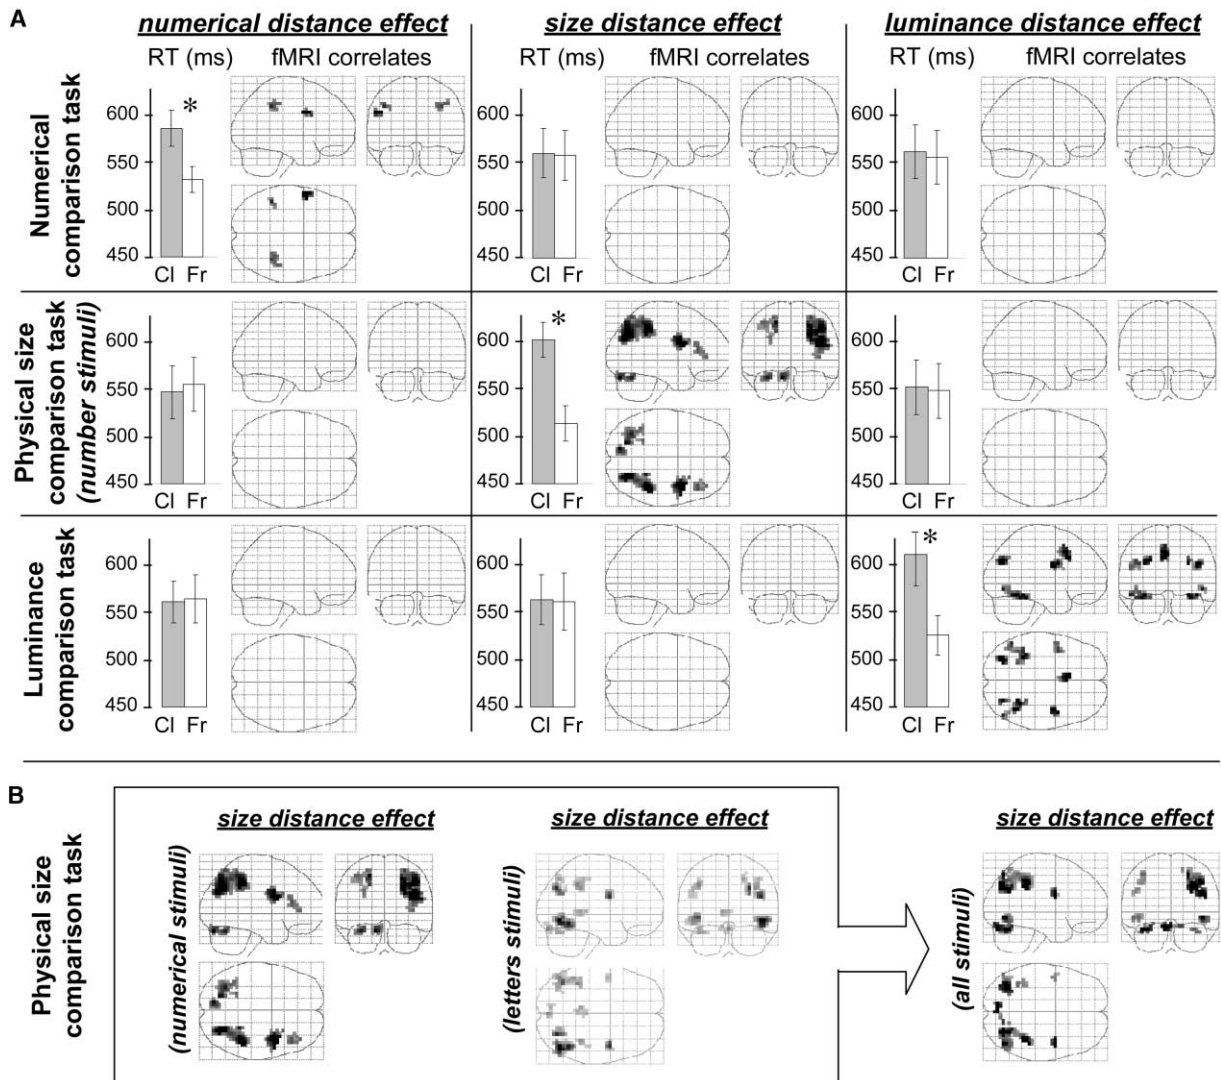 A
numerical distance effect
size distance effect
luminance distance effect
RT (ms) fMRI correlates
RT (ms) fMRI correlates
RT (ms) fMRI correlates
Numerical
comparison task
600
550
500
450
Cl Fr
*
600
550
500
450
Cl Fr
600
550
500
450
Cl Fr
Physical size
comparison task
(number stimuli)
600
550
500
450
Cl Fr
600
550
500
450
Cl Fr
*
600
550
500
450
Cl Fr
Luminance
comparison task
600
550
500
450
Cl Fr
600
550
500
450
Cl Fr
600
550
500
450
Cl Fr
*
B
Physical size
comparison task
size distance effect
(numerical stimuli)
size distance effect
(letters stimuli)
size distance effect
(all stimuli)